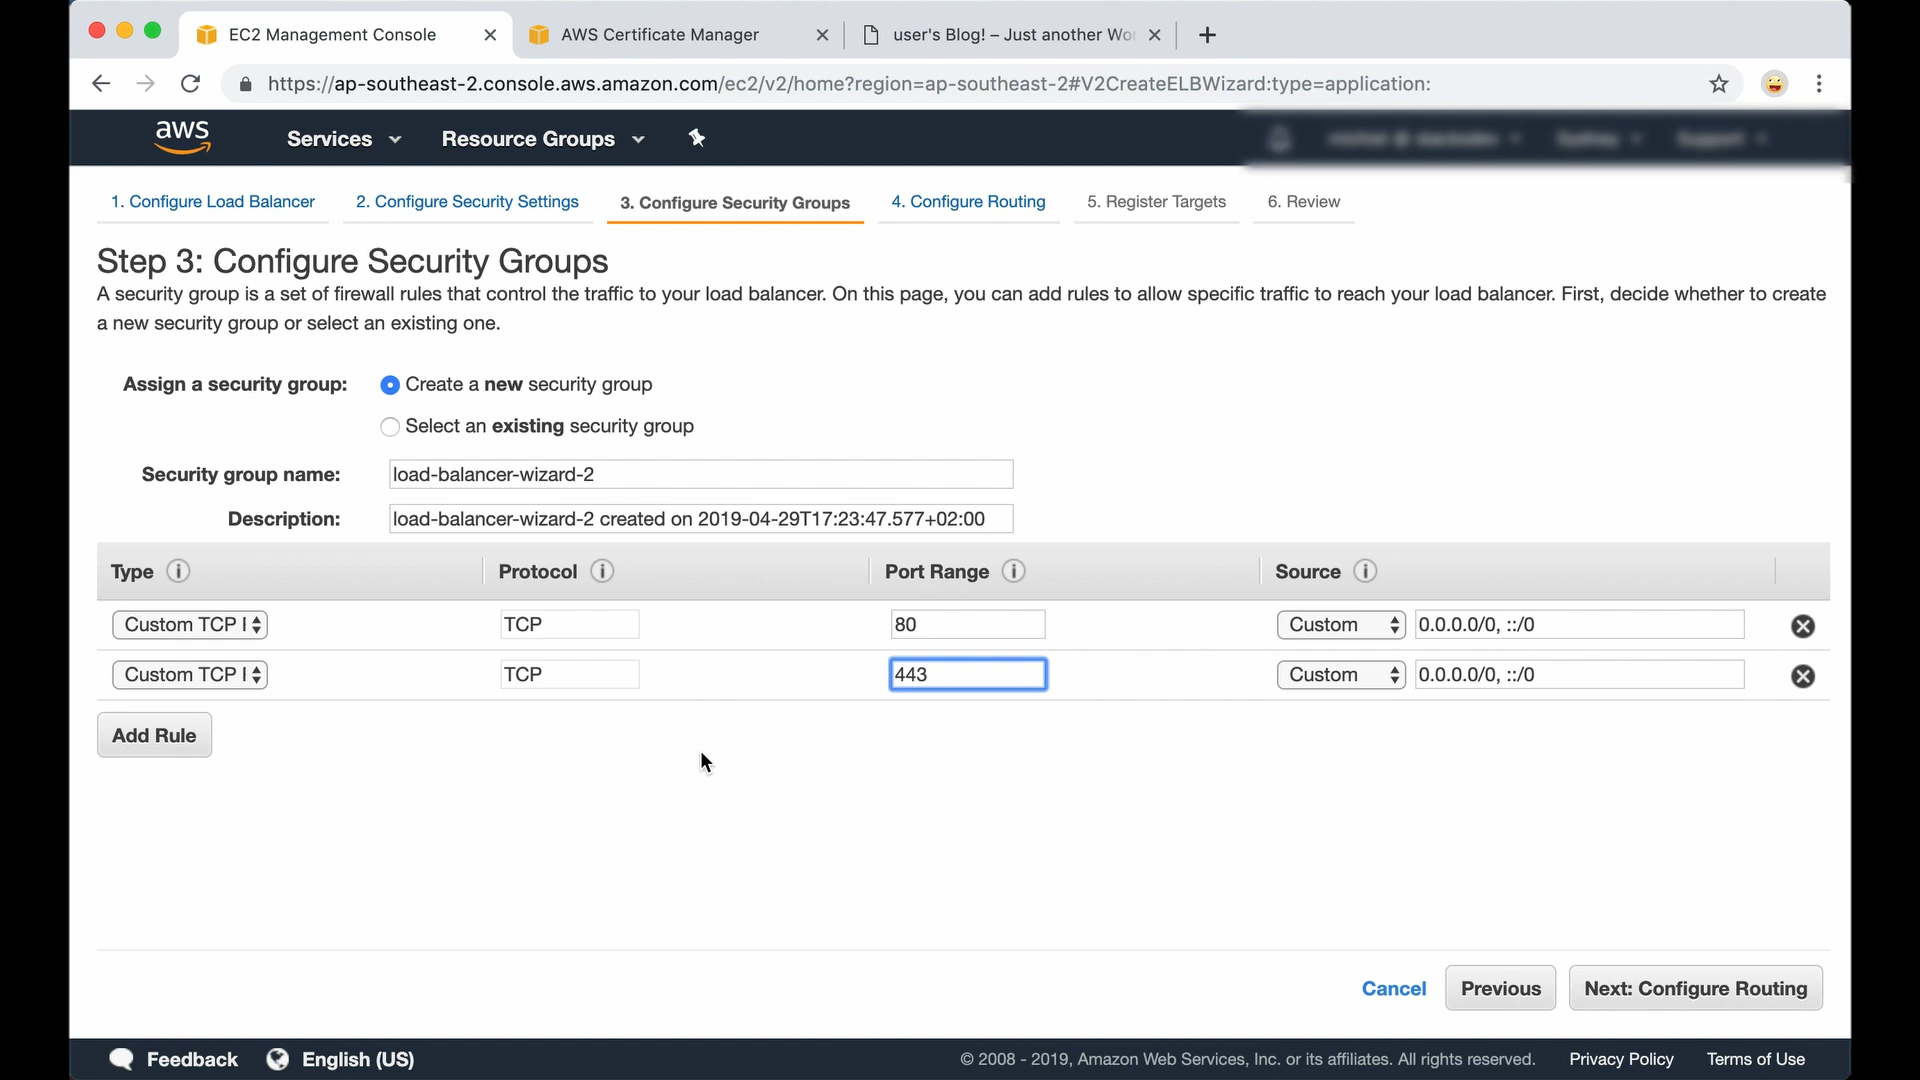 EC2 Management Console
AWS Certificate Manager
user's Blog! – Just another Wo
https://ap-southeast-2.console.aws.amazon.com/ec2/v2/home?region=ap-southeast-2#V2CreateELBWizard:type=application:
aws Services Resource Groups
1. Configure Load Balancer 2. Configure Security Settings 3. Configure Security Groups 4. Configure Routing 5. Register Targets 6. Review
Step 3: Configure Security Groups
A security group is a set of firewall rules that control the traffic to your load balancer. On this page, you can add rules to allow specific traffic to reach your load balancer. First, decide whether to create
a new security group or select an existing one.
Assign a security group: Create a new security group
Select an existing security group
Security group name: load-balancer-wizard-2
Description: load-balancer-wizard-2 created on 2019-04-29T17:23:47.577+02:00
Type Protocol Port Range Source
Custom TCP TCP 80 Custom 0.0.0.0/0, ::/0
Custom TCP TCP 443 Custom 0.0.0.0/0, ::/0
Add Rule
Cancel Previous Next: Configure Routing
Feedback English (US) © 2008 - 2019, Amazon Web Services, Inc. or its affiliates. All rights reserved. Privacy Policy Terms of Use